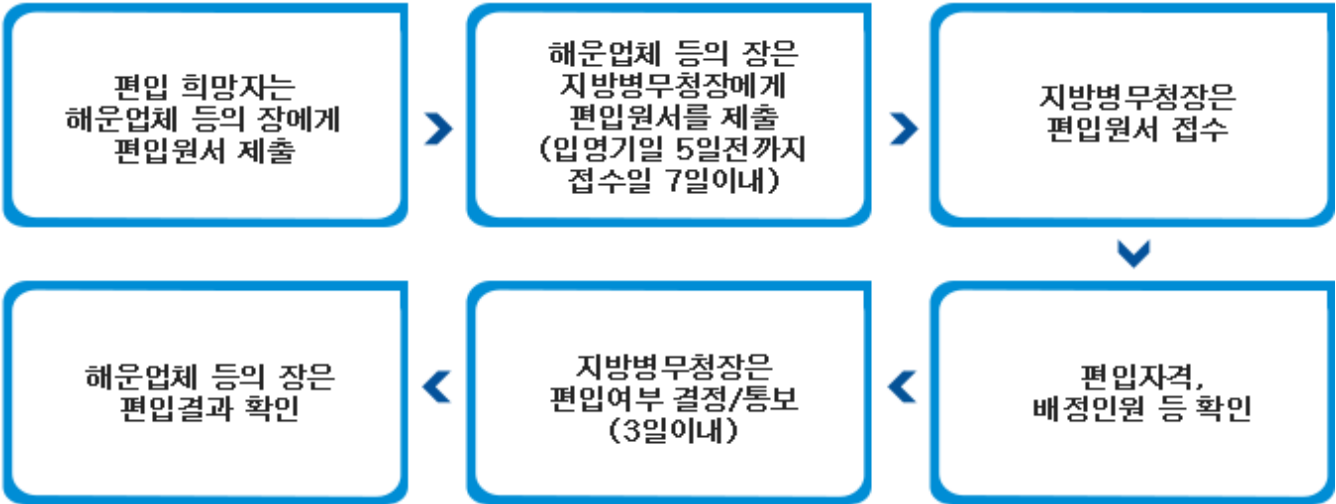 편입 희망자는
해운업체 등의 장에게
편입원서 제출
해운업체 등의 장은
지방병무청장에게
편입원서를 제출
(입영기일 5일전까지
접수일 7일이내)
지방병무청장은
편입원서 접수
편입자격,
배정인원 등 확인
지방병무청장은
편입여부 결정/통보
(3일이내)
해운업체 등의 장은
편입결과 확인